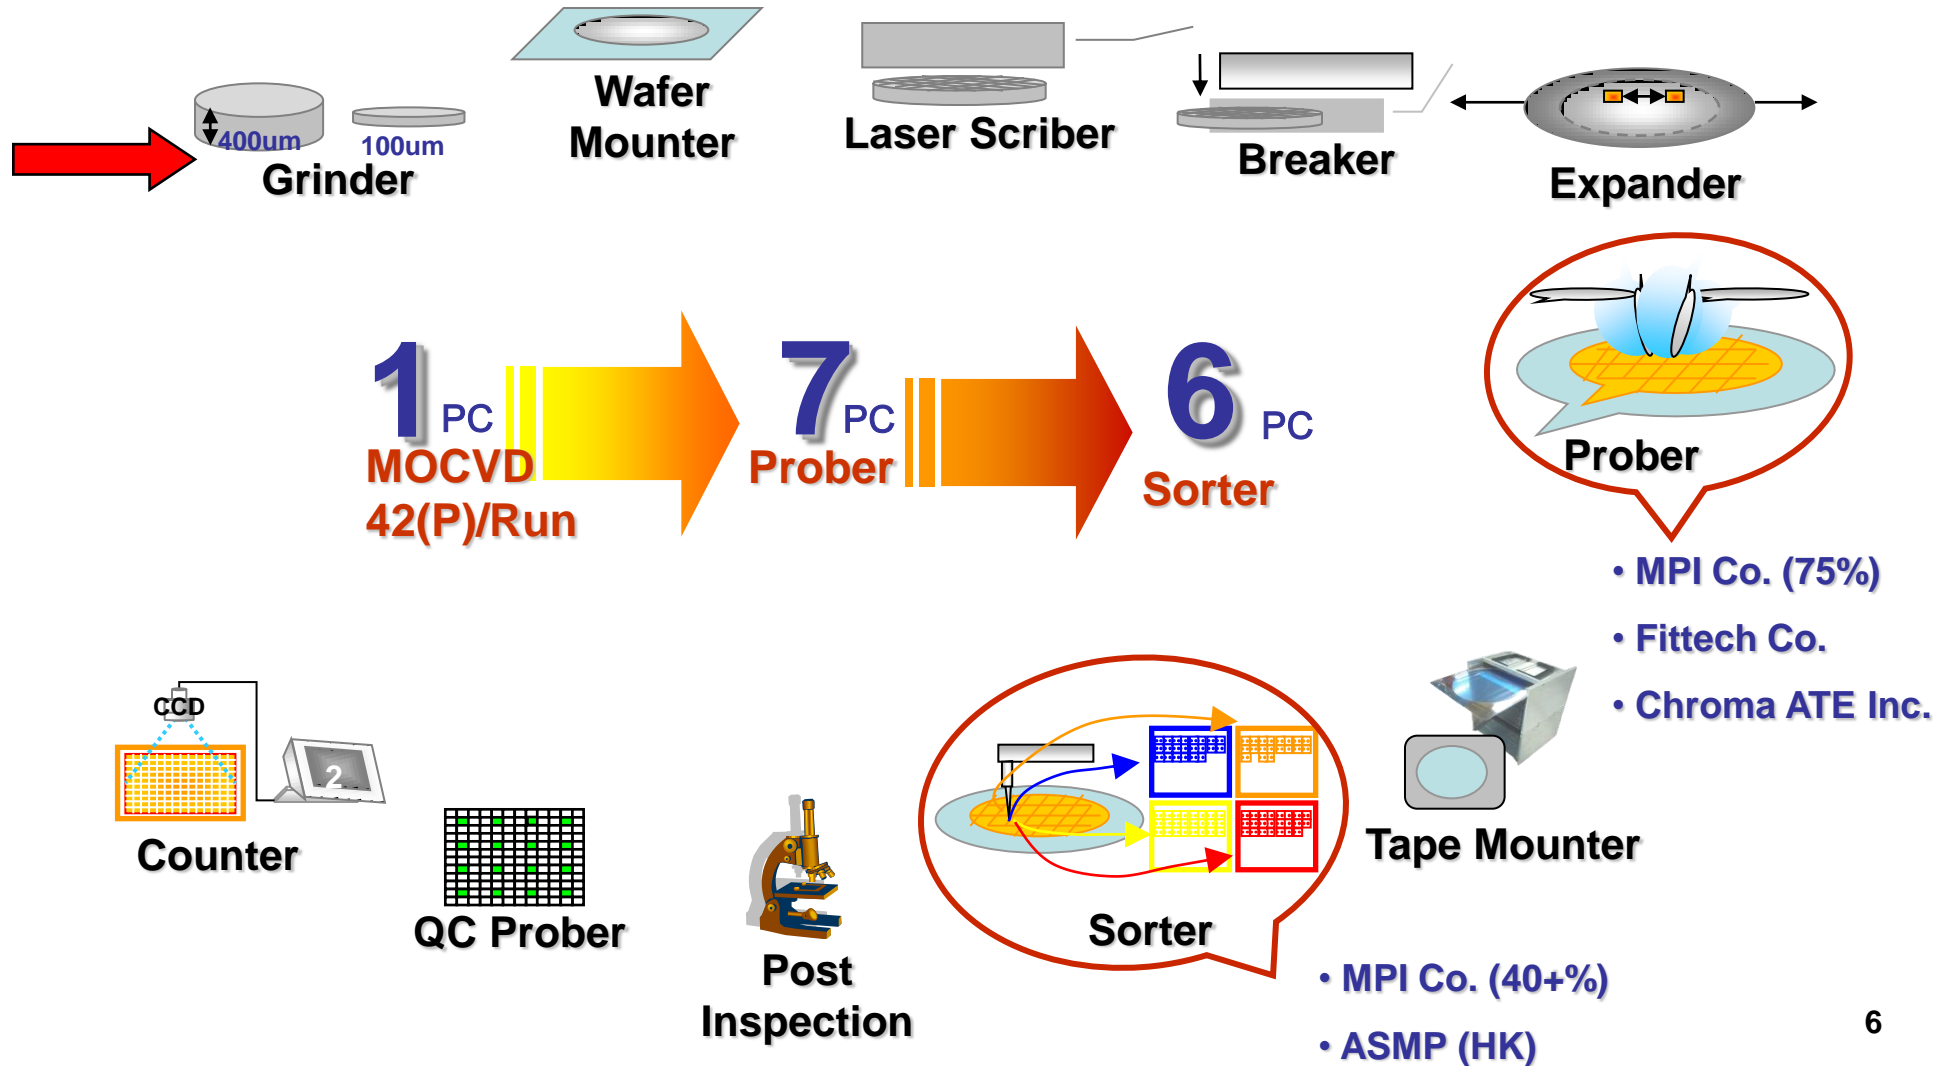 400um
100um
Grinder
Wafer
Mounter
Laser Scriber
Breaker
Expander
1 PC
MOCVD
42(P)/Run
7 PC
Prober
6 PC
Sorter
Prober
• MPI Co. (75%)
• Fittech Co.
• Chroma ATE Inc.
CCD
2
Counter
QC Prober
Post
Inspection
Sorter
Tape Mounter
• MPI Co. (40+%)
• ASMP (HK)
6